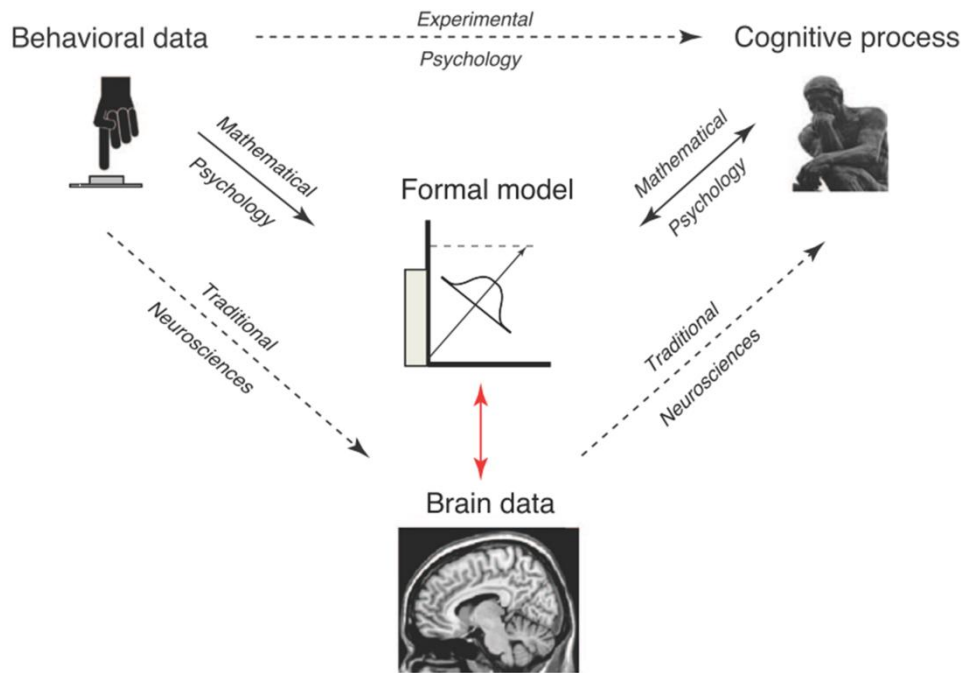 Experimental
Behavioral data
Cognitive process
Psychology
Mathematical
Psychology
Mathematical
Psychology
Formal model
Traditional
Neurosciences
Traditional
Neurosciences
Brain data